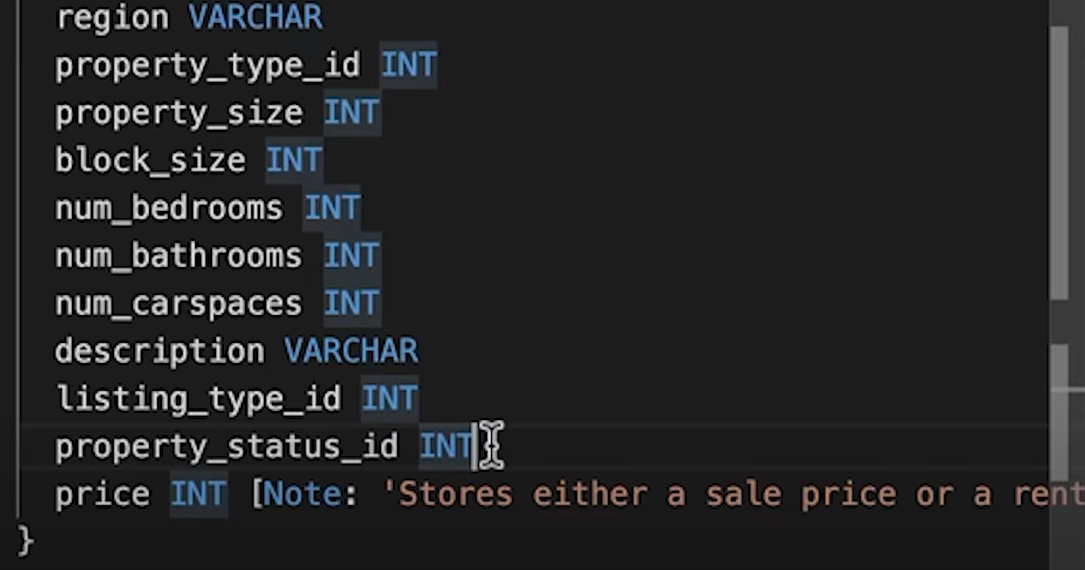 region VARCHAR
property_type_id INT
property_size INT
block_size INT
num_bedrooms INT
num_bathrooms INT
num_carspaces INT
description VARCHAR
listing_type_id INT
property_status_id INT
price INT [Note: 'Stores either a sale price or a rent
}